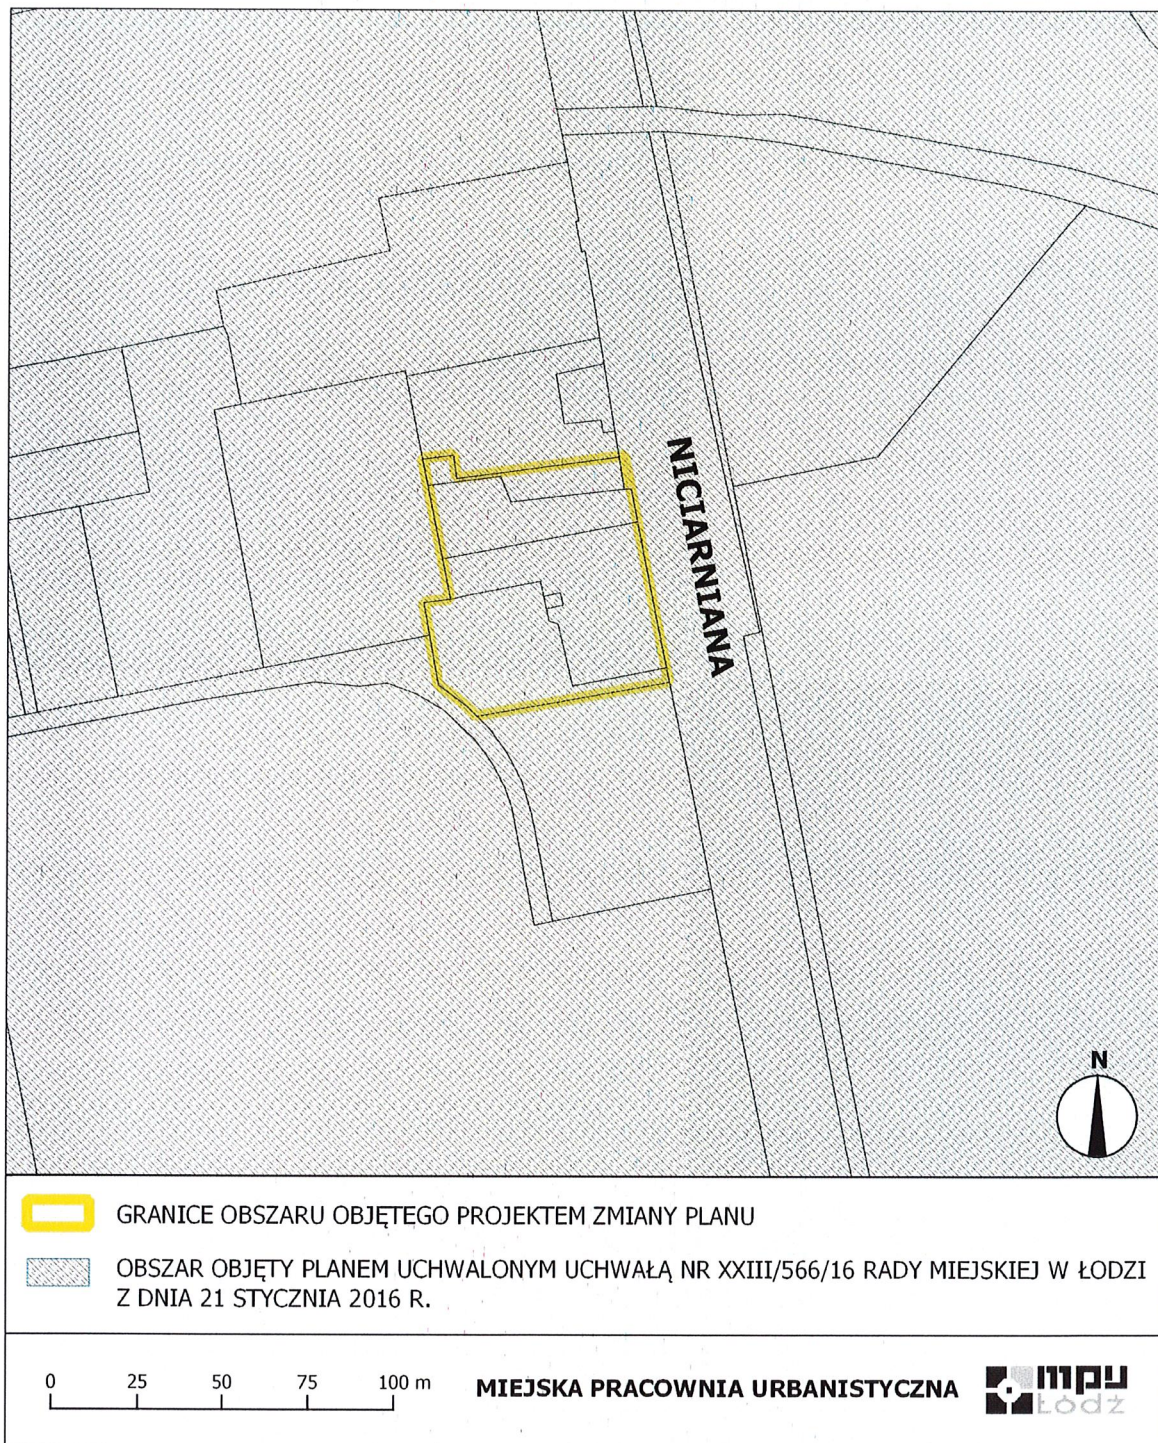 NICIARNIANA
N
GRANICE OBSZARU OBJĘTEGO PROJEKTEM ZMIANY PLANU
OBSZAR OBJĘTY PLANEM UCHWALONYM UCHWAŁĄ NR XXIII/566/16 RADY MIEJSKIEJ W ŁODZI
Z DNIA 21 STYCZNIA 2016 R.
0 25 50 75 100 m
MIEJSKA PRACOWNIA URBANISTYCZNA
mpu
Łódź